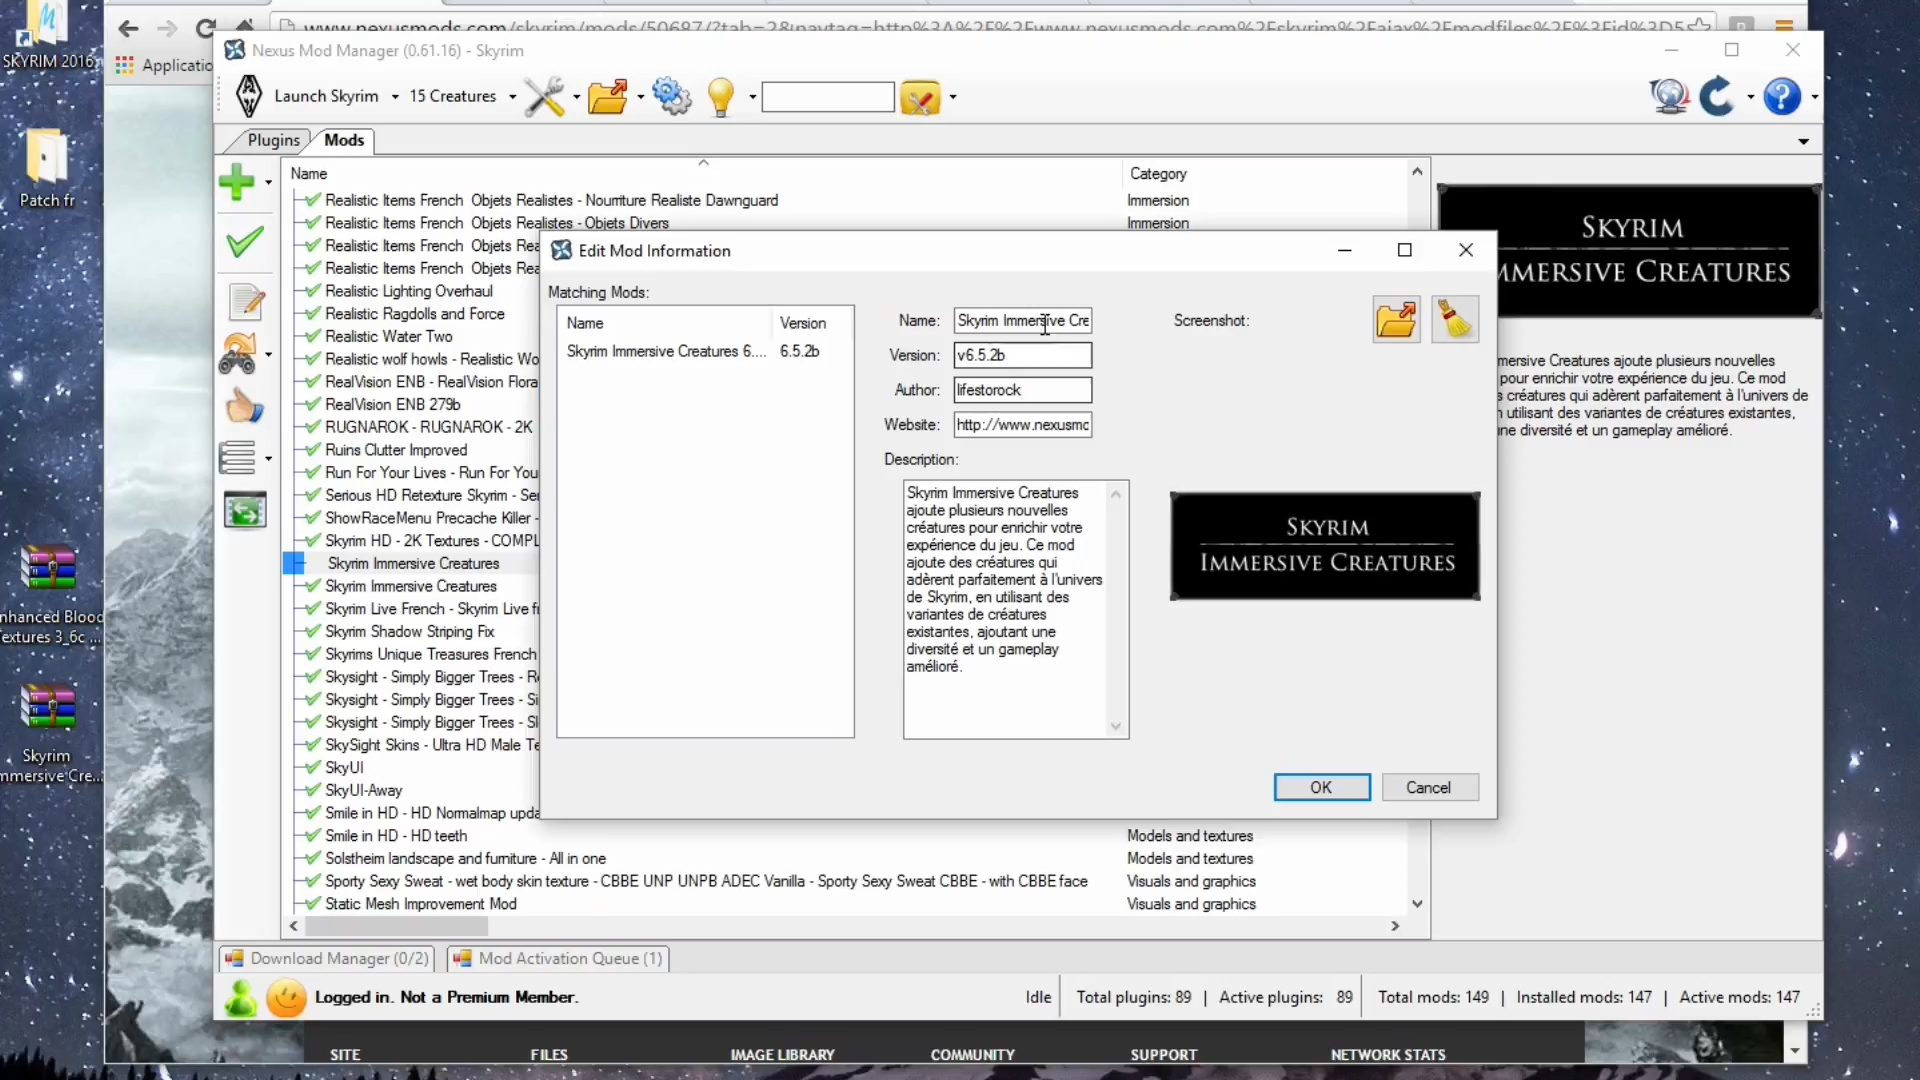 SKYRIM 2016
Patch fr
nhanced Blood
extures 3_6c ...
Skyrim
mmersive Cre...
Applicatio
Nexus Mod Manager (0.61.16) - Skyrim
Launch Skyrim
15 Creatures
Plugins
Mods
Name
Category
Realistic Items French Objets Realistes - Nourriture Realiste Dawnguard
Immersion
Realistic Items French Objets Realistes - Objets Divers
Immersion
Realistic Items French Objets Rea
Realistic Items French Objets Rea
Realistic Lighting Overhaul
Realistic Ragdolls and Force
Realistic Water Two
Realistic wolf howls - Realistic Wo
RealVision ENB - RealVision Flora
RealVision ENB 279b
RUGNAROK - RUGNAROK - 2K
Ruins Clutter Improved
Run For Your Lives - Run For You
Serious HD Retexture Skyrim - Ser
ShowRaceMenu Precache Killer -
Skyrim HD - 2K Textures - COMPL
Skyrim Immersive Creatures
Skyrim Immersive Creatures
Skyrim Live French - Skyrim Live fr
Skyrim Shadow Striping Fix
Skyrims Unique Treasures French
Skysight - Simply Bigger Trees - R
Skysight - Simply Bigger Trees - Si
Skysight - Simply Bigger Trees - Sk
SkySight Skins - Ultra HD Male Te
SkyUI
SkyUI-Away
Smile in HD - HD Normalmap upda
Smile in HD - HD teeth
Models and textures
Solstheim landscape and furniture - All in one
Models and textures
Sporty Sexy Sweat - wet body skin texture - CBBE UNP UNPB ADEC Vanilla - Sporty Sexy Sweat CBBE - with CBBE face
Visuals and graphics
Static Mesh Improvement Mod
Visuals and graphics
Edit Mod Information
Matching Mods:
Name
Version
Skyrim Immersive Creatures 6....
6.5.2b
Name:
Skyrim Immersive Cre
Version:
v6.5.2b
Author:
lifestorock
Website:
http://www.nexusmo
Description:
Skyrim Immersive Creatures
ajoute plusieurs nouvelles
créatures pour enrichir votre
expérience du jeu. Ce mod
ajoute des créatures qui
adèrent parfaitement à l'univers
de Skyrim, en utilisant des
variantes de créatures
existantes, ajoutant une
diversité et un gameplay
amélioré.
Screenshot:
SKYRIM
IMMERSIVE CREATURES
OK
Cancel
SKYRIM
MMERSIVE CREATURES
mersive Creatures ajoute plusieurs nouvelles
pour enrichir votre expérience du jeu. Ce mod
s créatures qui adèrent parfaitement à l'univers de
n utilisant des variantes de créatures existantes,
ne diversité et un gameplay amélioré.
Download Manager (0/2)
Mod Activation Queue (1)
Logged in. Not a Premium Member.
Idle
Total plugins: 89 | Active plugins: 89
Total mods: 149 | Installed mods: 147 | Active mods: 147
SITE
FILES
IMAGE LIBRARY
COMMUNITY
SUPPORT
NETWORK STATS